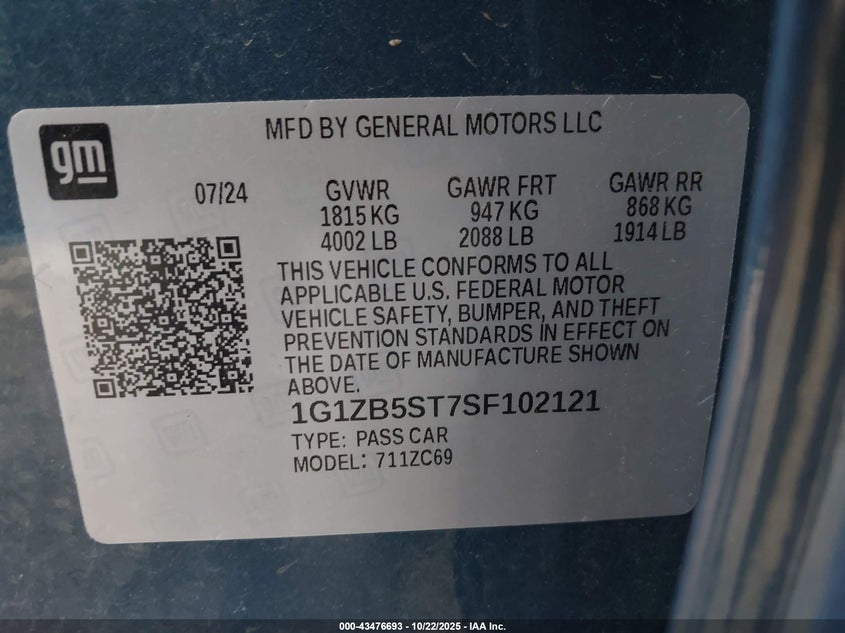 gm
MFD BY GENERAL MOTORS LLC
07/24 GVWR GAWR FRT GAWR RR
1815 KG 947 KG 868 KG
4002 LB 2088 LB 1914 LB
THIS VEHICLE CONFORMS TO ALL
APPLICABLE U.S. FEDERAL MOTOR
VEHICLE SAFETY, BUMPER, AND THEFT
PREVENTION STANDARDS IN EFFECT ON
THE DATE OF MANUFACTURE SHOWN
ABOVE.
1G1ZB5ST7SF102121
TYPE: PASS CAR
MODEL: 711ZC69
000-43476693 - 10/22/2025 - IAA Inc.